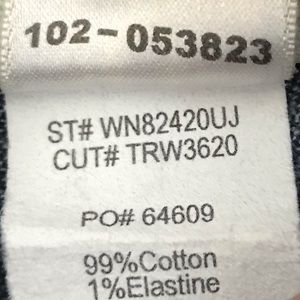 102-053823
ST# WN82420UJ
CUT# TRW3620
PO# 64609
99%Cotton
1%Elastine